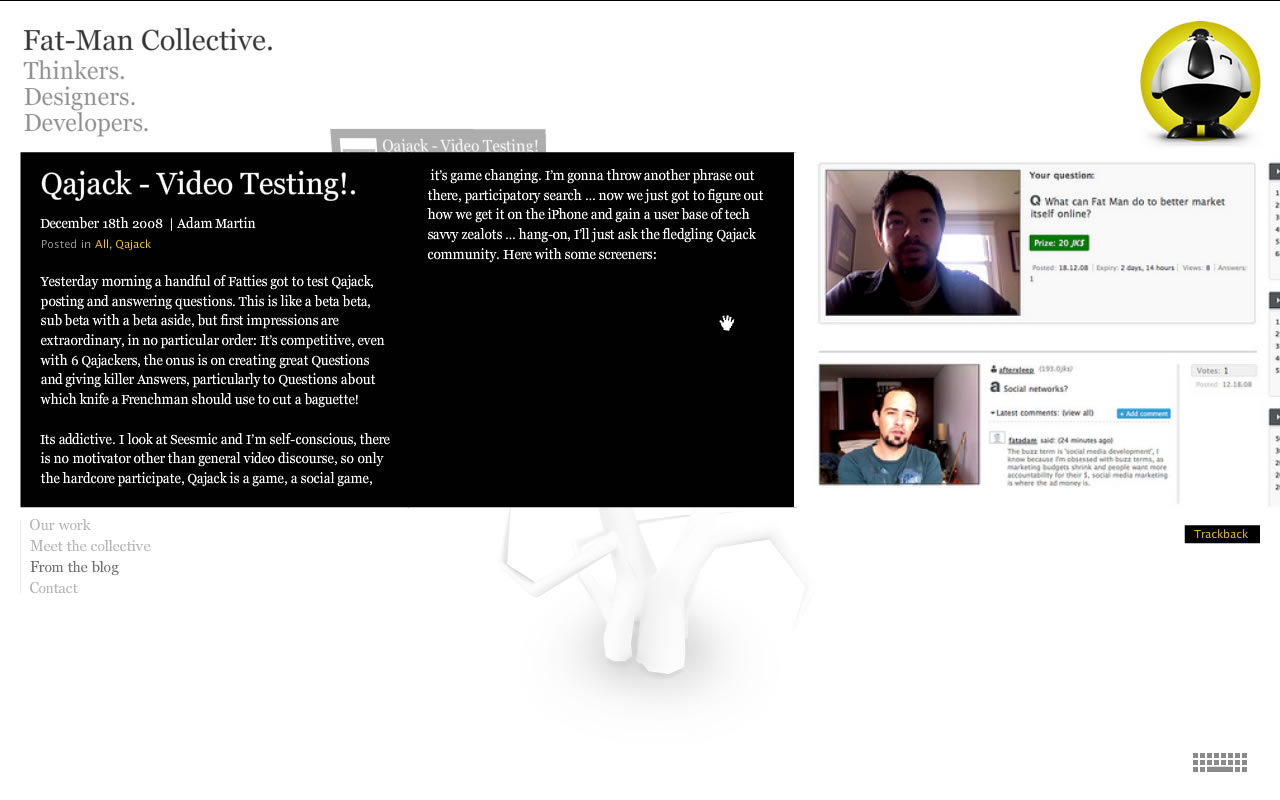 Fat-Man Collective.
Thinkers.
Designers.
Developers.
Qajack - Video Testing!
Qajack - Video Testing!.
December 18th 2008 | Adam Martin
Posted in All, Qajack
Yesterday morning a handful of Fatties got to test Qajack,
posting and answering questions. This is like a beta beta,
sub beta with a beta aside, but first impressions are
extraordinary, in no particular order: It's competitive, even
with 6 Qajackers, the onus is on creating great Questions
and giving killer Answers, particularly to Questions about
which knife a Frenchman should use to cut a baguette!
Its addictive. I look at Seesmic and I'm self-conscious, there
is no motivator other than general video discourse, so only
the hardcore participate, Qajack is a game, a social game,
it's game changing. I'm gonna throw another phrase out
there, participatory search ... now we just got to figure out
how we get it on the iPhone and gain a user base of tech
savvy zealots ... hang-on, I'll just ask the fledgling Qajack
community. Here with some screeners:
Your question:
Q What can Fat Man do to better market
itself online?
Prize: 20 JK$
Posted: 18.12.08 | Expiry: 2 days, 14 hours | Views: 8 | Answers:
1
aftersleep (193.0jks)
a Social networks?
Latest comments: (view all)
+ Add comment
fatadam said: (24 minutes ago)
The buzz term is 'social media development', I
know because I'm obsessed with buzz terms, as
marketing budgets shrink and people want more
accountability for their $, social media marketing
is where the ad money is.
Votes: 1
Posted: 12.18.08
1.
2.
3.
4.
6.
1.
2.
3.
4.
5.
Trackback
Our work
Meet the collective
From the blog
Contact